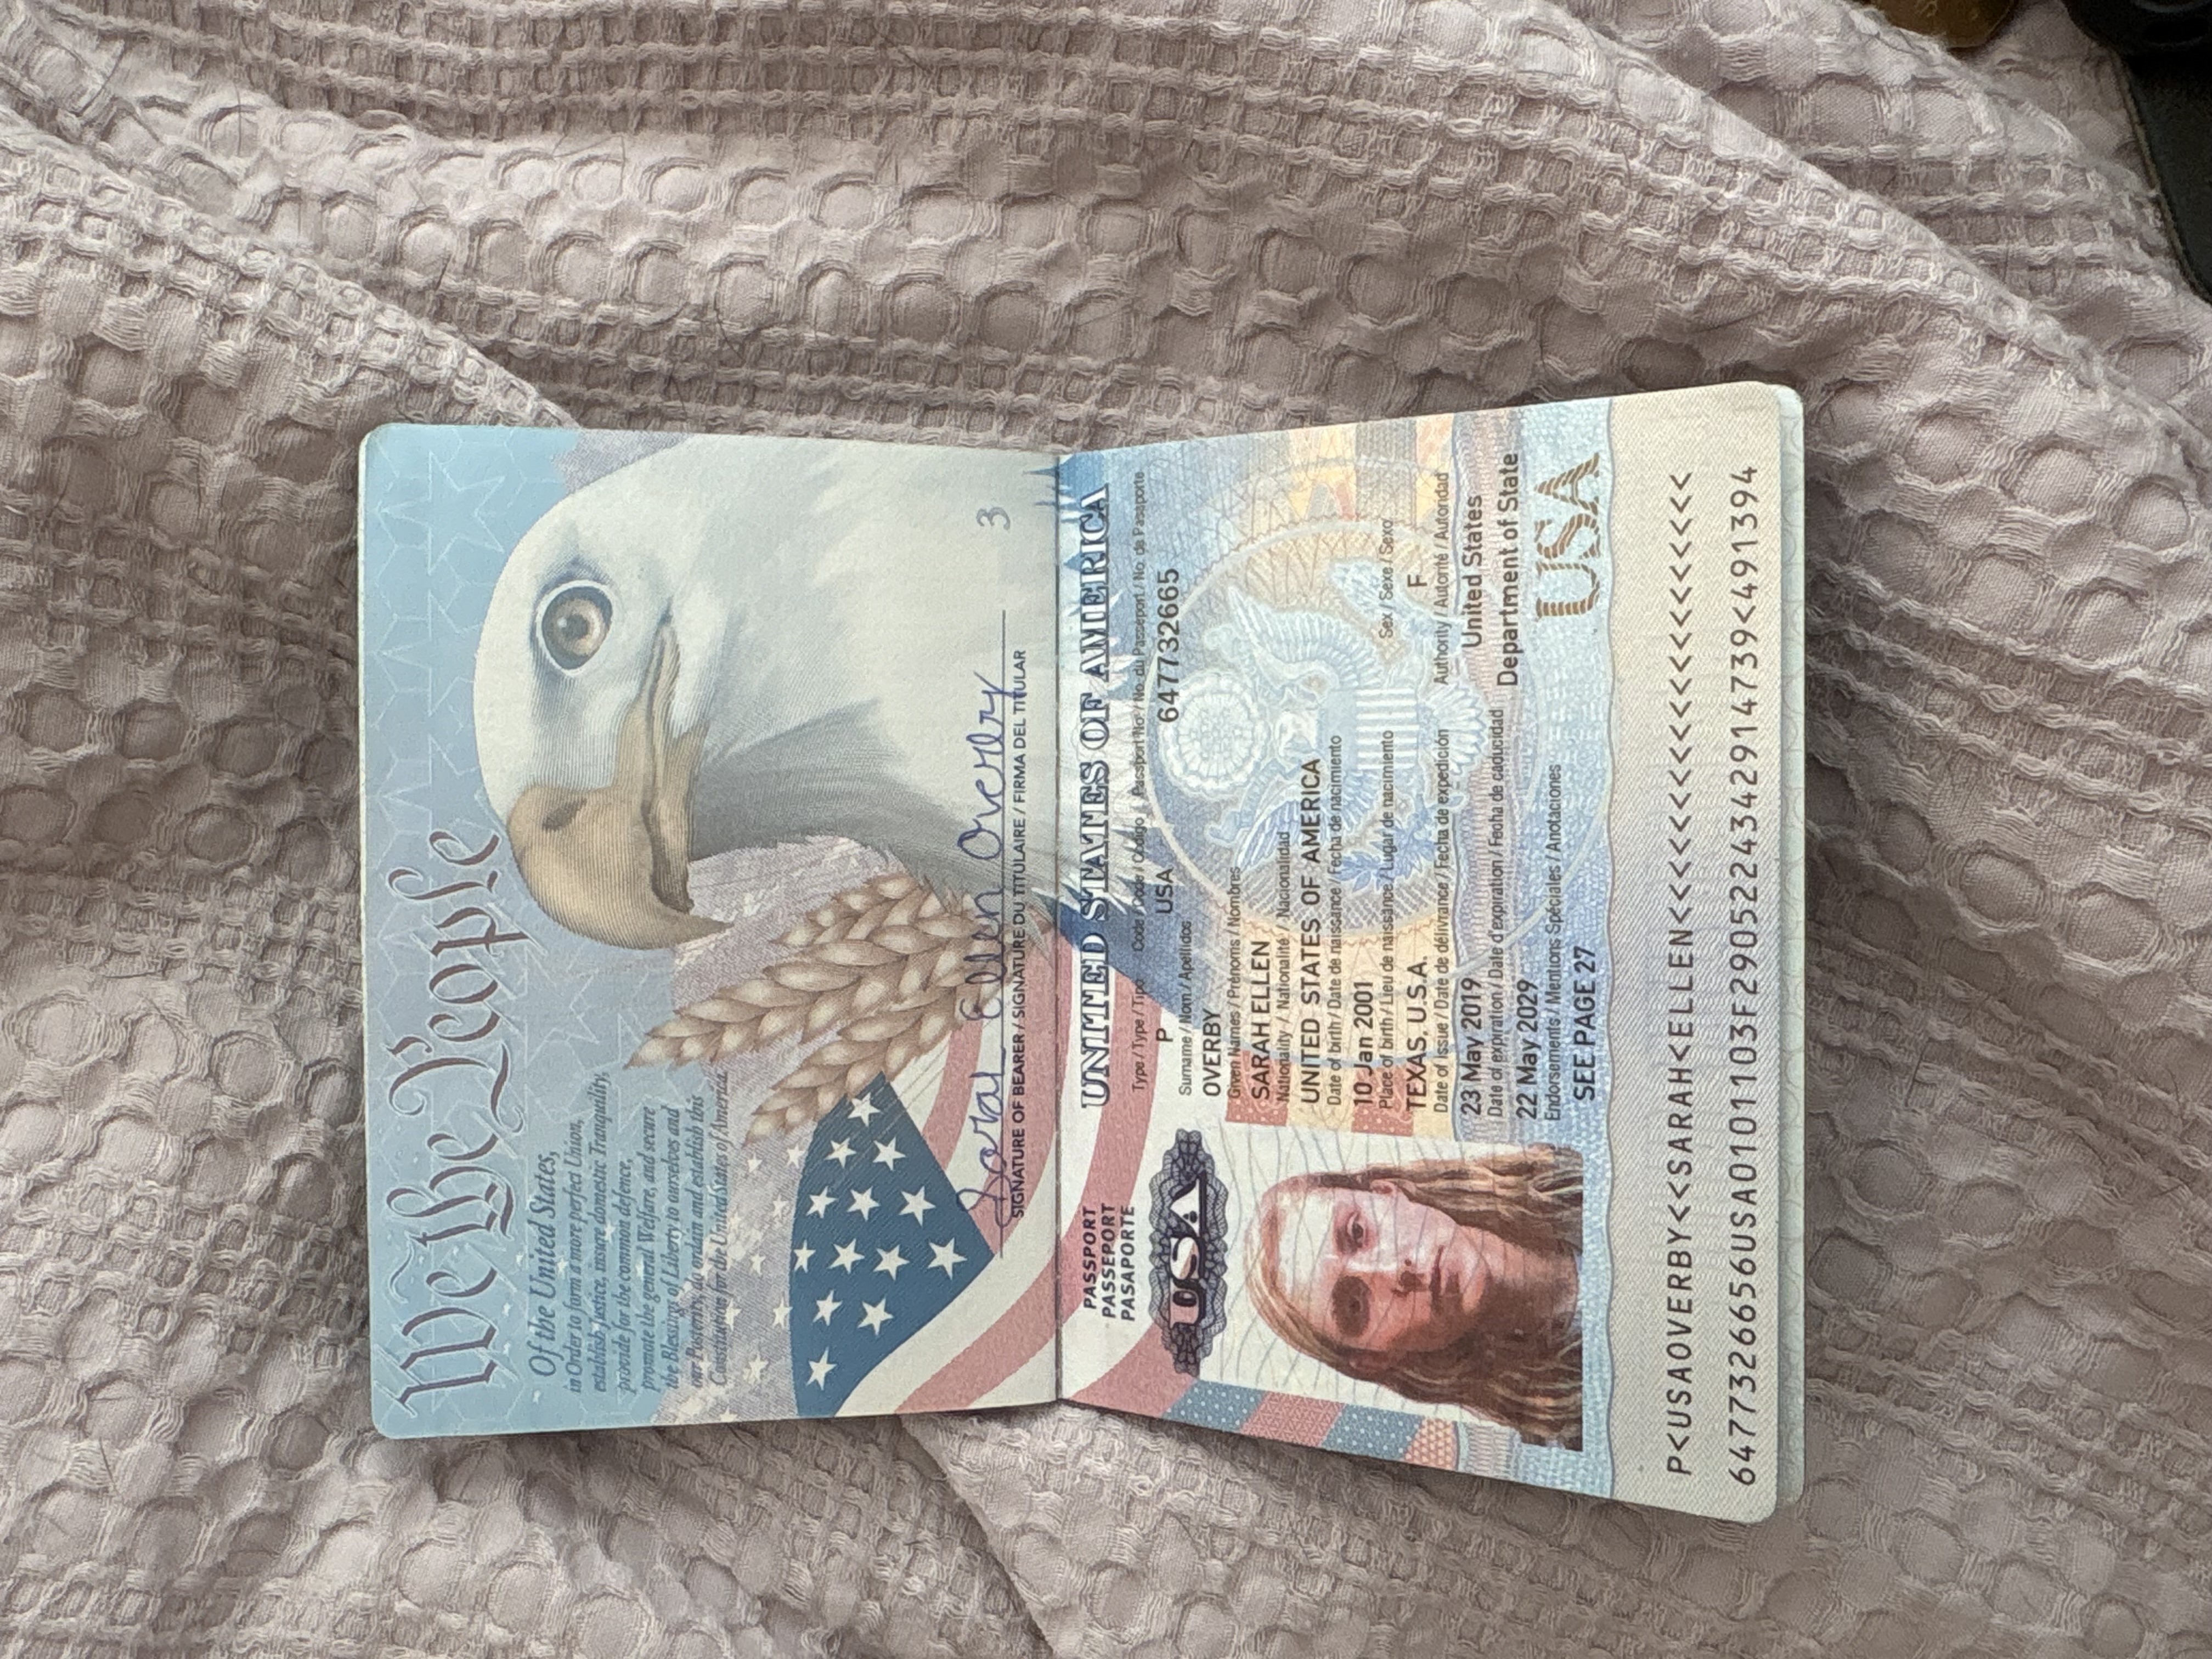 We the People
Of the United States,
in Order to form a more perfect Union,
establish justice, insure domestic Tranquility,
provide for the common defence,
promote the general Welfare, and secure
the Blessings of Liberty to ourselves and
our Posterity, do ordain and establish this
Constitution for the United States of America.
Sarah Ellen Overby
SIGNATURE OF BEARER / SIGNATURE DU TITULAIRE / FIRMA DEL TITULAR
3
PASSPORT
PASSEPORT
PASAPORTE
UNITED STATES OF AMERICA
USA
Type / Type / Tipo Code / Code / Código Passport No. / No. du Passeport / No. de Pasaporte
P USA 647732665
Surname / Nom / Apellidos
OVERBY
Given Names / Prénoms / Nombres
SARAH ELLEN
Nationality / Nationalité / Nacionalidad
UNITED STATES OF AMERICA
Date of birth / Date de naissance / Fecha de nacimiento
10 Jan 2001
Place of birth / Lieu de naissance / Lugar de nacimiento Sex / Sexe / Sexo
TEXAS, U.S.A. F
Date of issue / Date de délivrance / Fecha de expedición Authority / Autorité / Autoridad
23 May 2019 United States
Date of expiration / Date d'expiration / Fecha de caducidad Department of State
22 May 2029
Endorsements / Mentions Spéciales / Anotaciones
SEE PAGE 27
USA
P<USAOVERBY<<SARAH<ELLEN<<<<<<<<<<<<<<<<<<<<
6477326656USA0101103F2905224342914739<491394